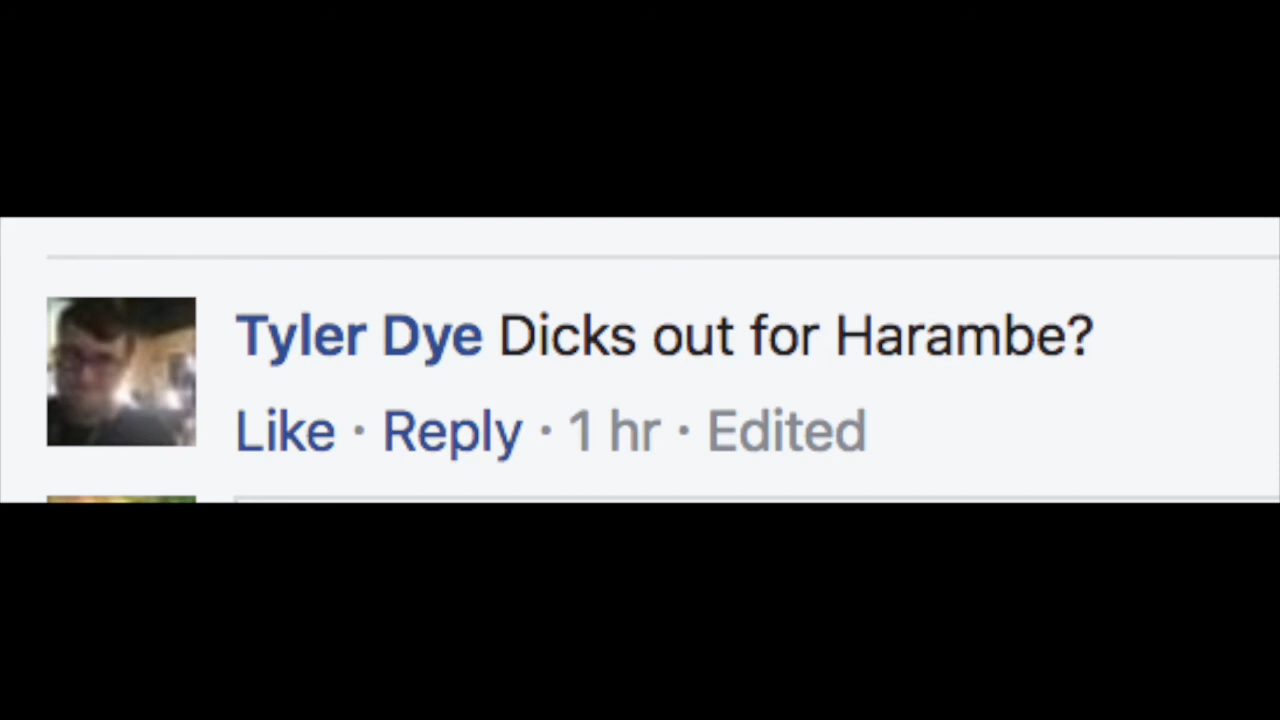 Tyler Dye Dicks out for Harambe?
Like · Reply · 1 hr · Edited